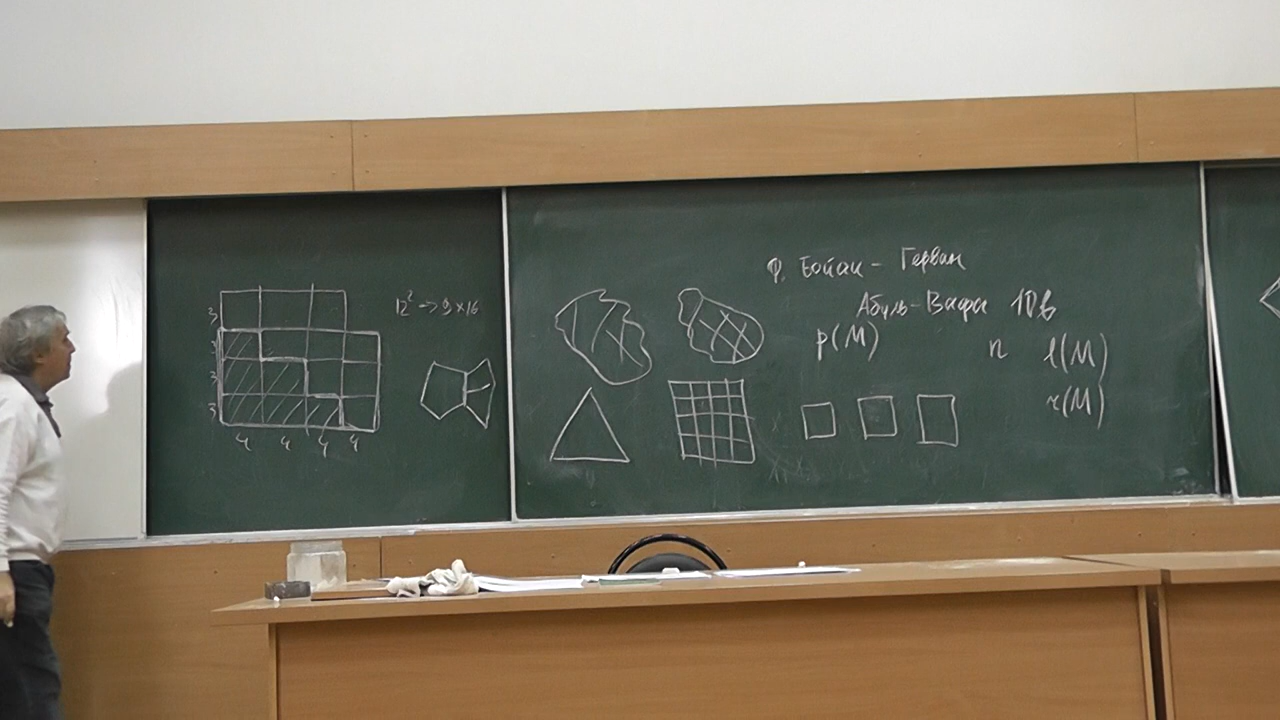 3
3
3
3
4 4 4 4
12² → 9 × 16
Ф. Бойаи – Гервин
Абуль-Вафа 10в
p(M) n l(M)
r(M)